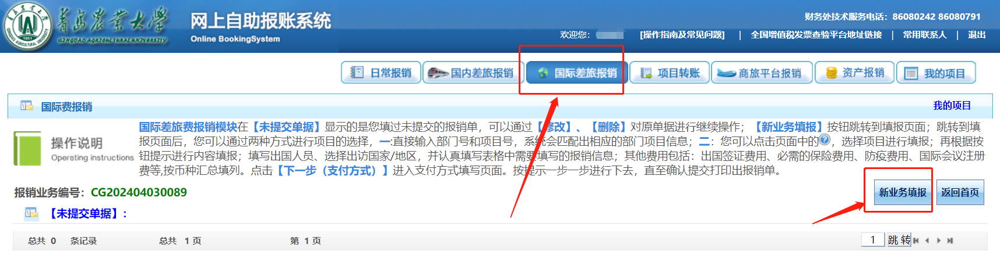 青岛农业大学
QINGDAO AGRICULTURAL UNIVERSITY
网上自助报账系统
Online BookingSystem
财务处技术服务电话：86080242 86080791
欢迎您：
[操作指南及常见问题] | 全国增值税发票查验平台地址链接 | 常用联系人 | 退出
日常报销 国内差旅报销 国际差旅报销 项目转账 商旅平台报销 资产报销 我的项目
国际费报销
我的项目
操作说明
Operating instructions
国际差旅费报销模块在【未提交单据】显示的是您填过未提交的报销单，可以通过【修改】、【删除】对原单据进行继续操作；【新业务填报】按钮跳转到填报页面；跳转到填
报页面后，您可以通过两种方式进行项目的选择，一:直接输入部门号和项目号，系统会匹配出相应的部门项目信息；二：您可以点击页面中的?，选择项目进行填报；再根据按
钮提示进行内容填报；填写出国人员、选择出访国家/地区，并认真填写表格中需要填写的报销信息；其他费用包括：出国签证费用、必需的保险费用、防疫费用、国际会议注册
费等,按币种汇总填列。点击【下一步（支付方式）】进入支付方式填写页面。按提示一步一步进行下去，直至确认提交打印出报销单。
报销业务编号：CG202404030089
新业务填报 返回首页
【未提交单据】：
总共 0 条记录 总共 1 页 第 1 页 1 跳 转